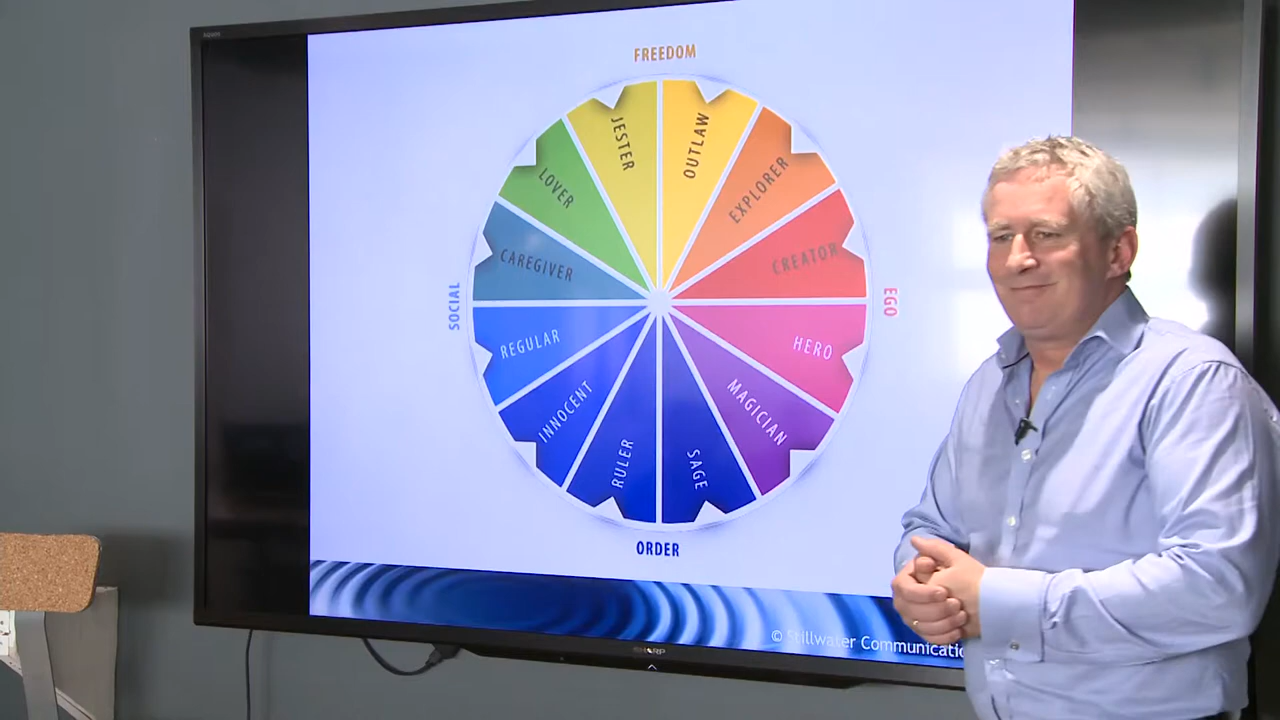 FREEDOM
JESTER
OUTLAW
LOVER
EXPLORER
CAREGIVER
CREATOR
SOCIAL
EGO
REGULAR
HERO
INNOCENT
MAGICIAN
RULER
SAGE
ORDER
© Stillwater Communicatio
SHARP